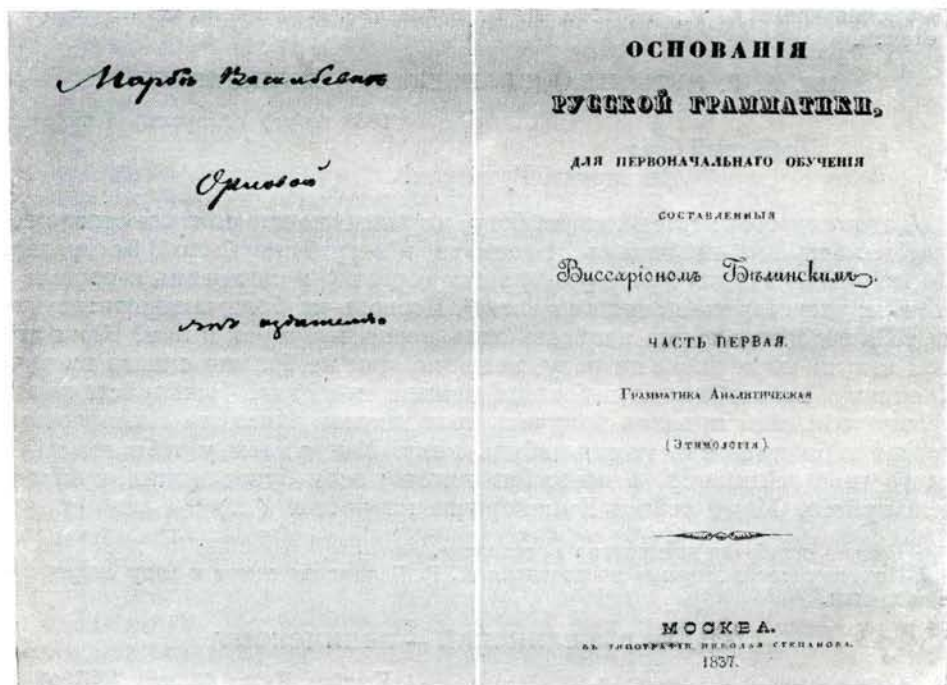 Марьѣ Васильевнѣ
Орловой
отъ издателя.
ОСНОВАНІЯ
РУССКОЙ ГРАММАТИКИ,
ДЛЯ ПЕРВОНАЧАЛЬНАГО ОБУЧЕНІЯ
СОСТАВЛЕННЫЯ
Виссаріономъ Бѣлинскимъ.
ЧАСТЬ ПЕРВАЯ.
Грамматика Аналитическая
(Этимологія).
МОСКВА.
ВЪ ТИПОГРАФІИ НИКОЛАЯ СТЕПАНОВА.
1837.